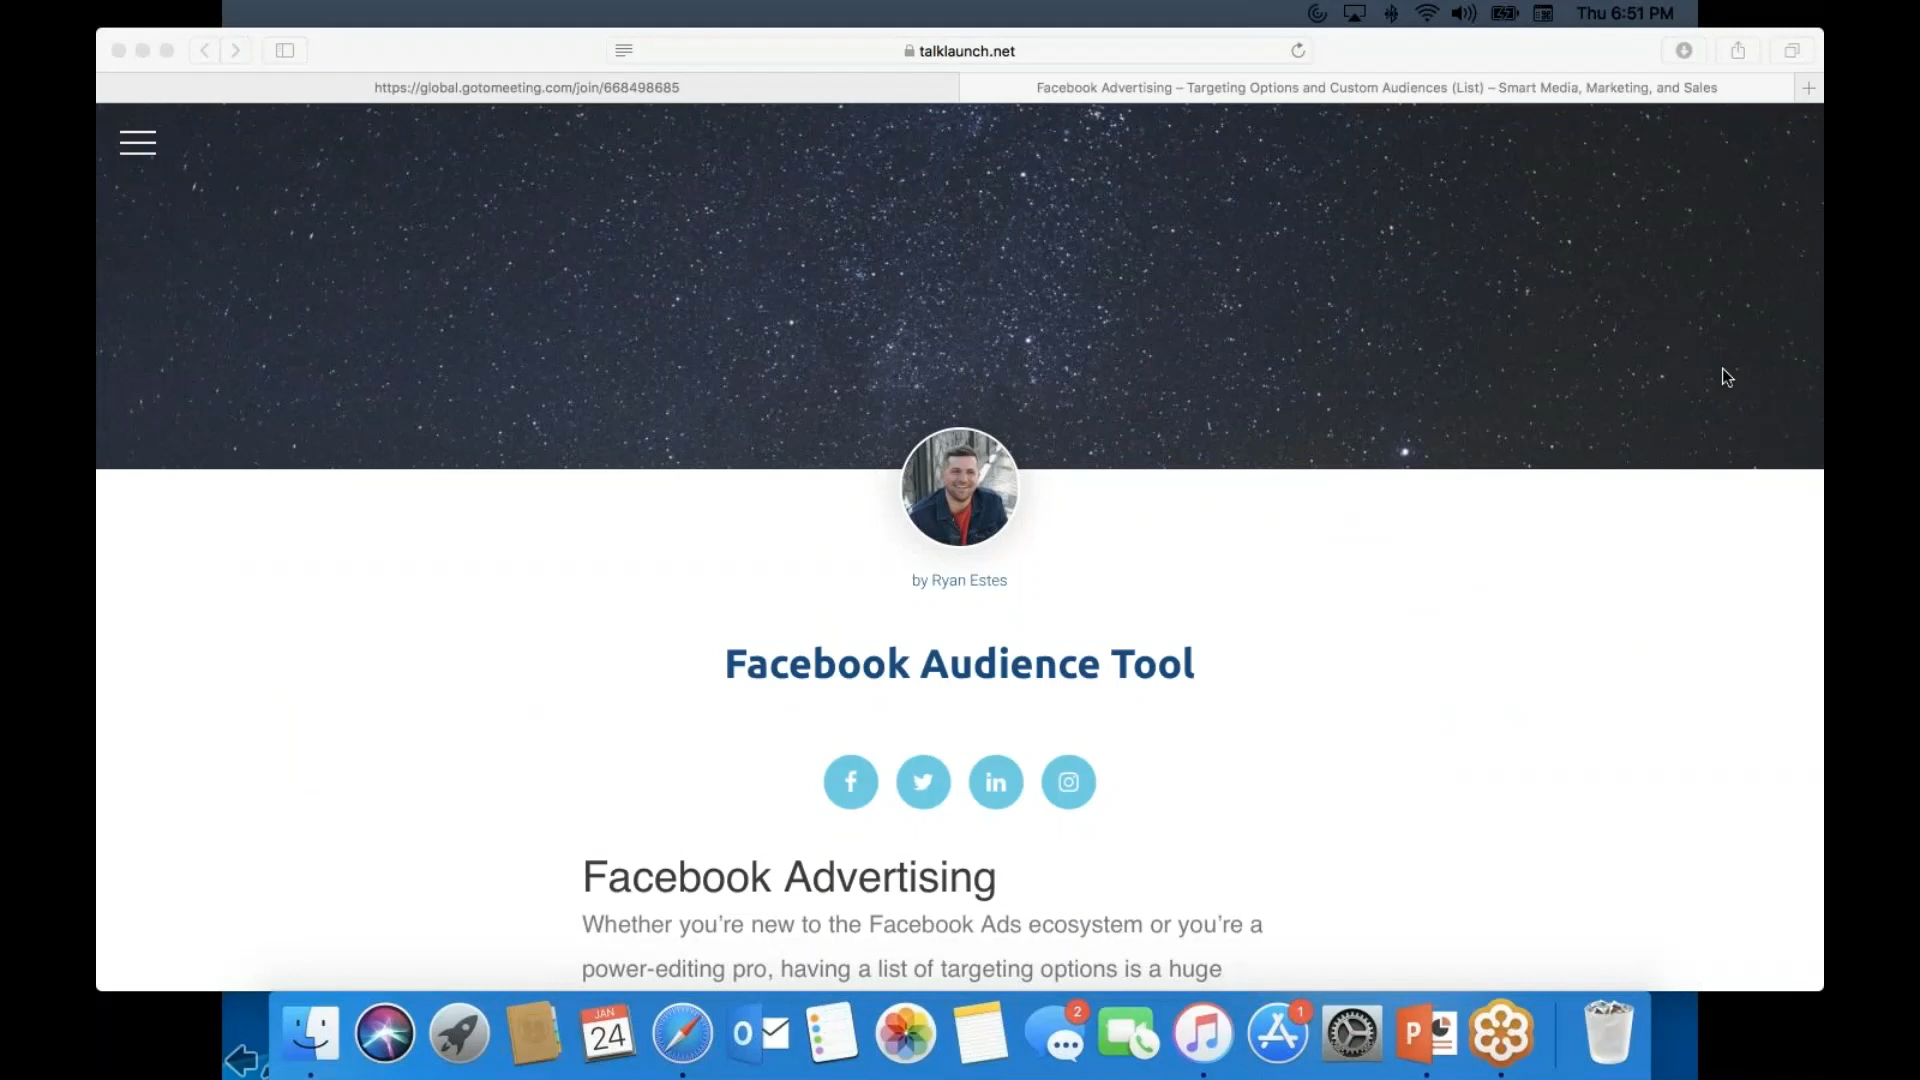 Thu 6:51 PM
talklaunch.net
https://global.gotomeeting.com/join/668498685
Facebook Advertising – Targeting Options and Custom Audiences (List) – Smart Media, Marketing, and Sales
by Ryan Estes
Facebook Audience Tool
f
in
Facebook Advertising
Whether you're new to the Facebook Ads ecosystem or you're a
power-editing pro, having a list of targeting options is a huge
JAN
24
O
2
1
P